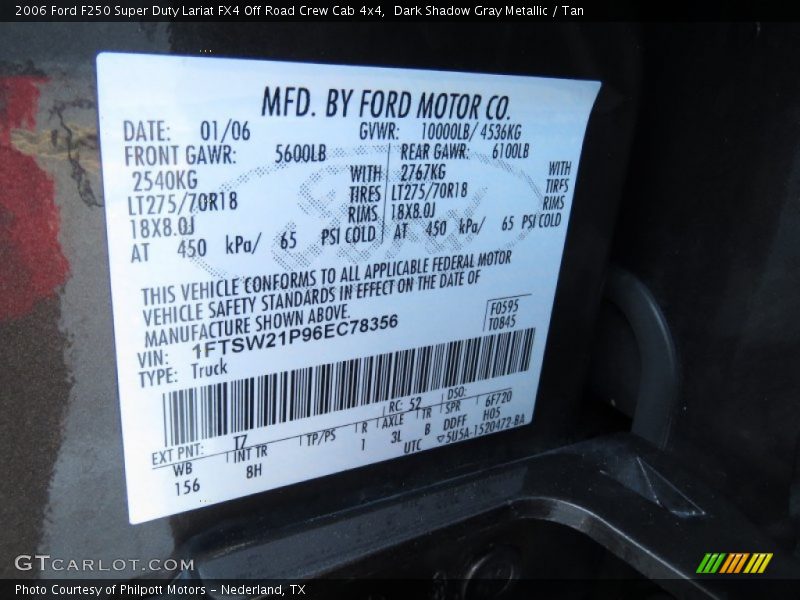 2006 Ford F250 Super Duty Lariat FX4 Off Road Crew Cab 4x4, Dark Shadow Gray Metallic / Tan
MFD. BY FORD MOTOR CO.
DATE: 01/06 GVWR: 10000LB/ 4536KG
FRONT GAWR: 5600LB REAR GAWR: 6100LB
2540KG WITH 2767KG WITH
LT275/70R18 TIRES LT275/70R18 TIRES
18X8.0J RIMS 18X8.0J RIMS
AT 450 kPa/ 65 PSI COLD AT 450 kPa/ 65 PSI COLD
THIS VEHICLE CONFORMS TO ALL APPLICABLE FEDERAL MOTOR
VEHICLE SAFETY STANDARDS IN EFFECT ON THE DATE OF
MANUFACTURE SHOWN ABOVE.
F0595
VIN: 1FTSW21P96EC78356 T0845
TYPE: Truck
RC: 52 DSO:
EXT PNT: T7 6F720
WB INT TR TP/PS R AXLE TR SPR H05
156 8H 1 3L B DDFF
UTC 5U5A-1520472-BA
GTCARLOT.COM
Photo Courtesy of Philpott Motors - Nederland, TX